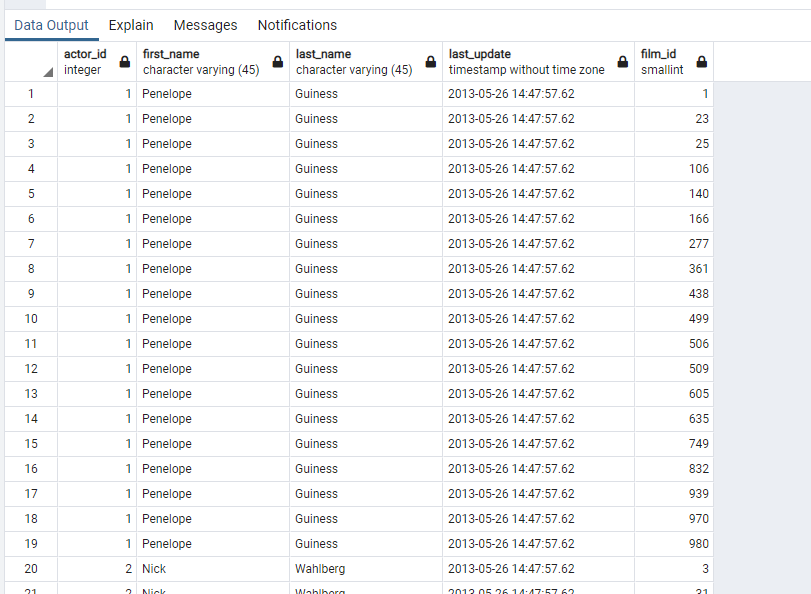 Data Output Explain Messages Notifications
actor_id first_name last_name last_update film_id
integer character varying (45) character varying (45) timestamp without time zone smallint
1 1 Penelope Guiness 2013-05-26 14:47:57.62 1
2 1 Penelope Guiness 2013-05-26 14:47:57.62 23
3 1 Penelope Guiness 2013-05-26 14:47:57.62 25
4 1 Penelope Guiness 2013-05-26 14:47:57.62 106
5 1 Penelope Guiness 2013-05-26 14:47:57.62 140
6 1 Penelope Guiness 2013-05-26 14:47:57.62 166
7 1 Penelope Guiness 2013-05-26 14:47:57.62 277
8 1 Penelope Guiness 2013-05-26 14:47:57.62 361
9 1 Penelope Guiness 2013-05-26 14:47:57.62 438
10 1 Penelope Guiness 2013-05-26 14:47:57.62 499
11 1 Penelope Guiness 2013-05-26 14:47:57.62 506
12 1 Penelope Guiness 2013-05-26 14:47:57.62 509
13 1 Penelope Guiness 2013-05-26 14:47:57.62 605
14 1 Penelope Guiness 2013-05-26 14:47:57.62 635
15 1 Penelope Guiness 2013-05-26 14:47:57.62 749
16 1 Penelope Guiness 2013-05-26 14:47:57.62 832
17 1 Penelope Guiness 2013-05-26 14:47:57.62 939
18 1 Penelope Guiness 2013-05-26 14:47:57.62 970
19 1 Penelope Guiness 2013-05-26 14:47:57.62 980
20 2 Nick Wahlberg 2013-05-26 14:47:57.62 3
21 2 Nick Wahlberg 2013-05-26 14:47:57.62 31